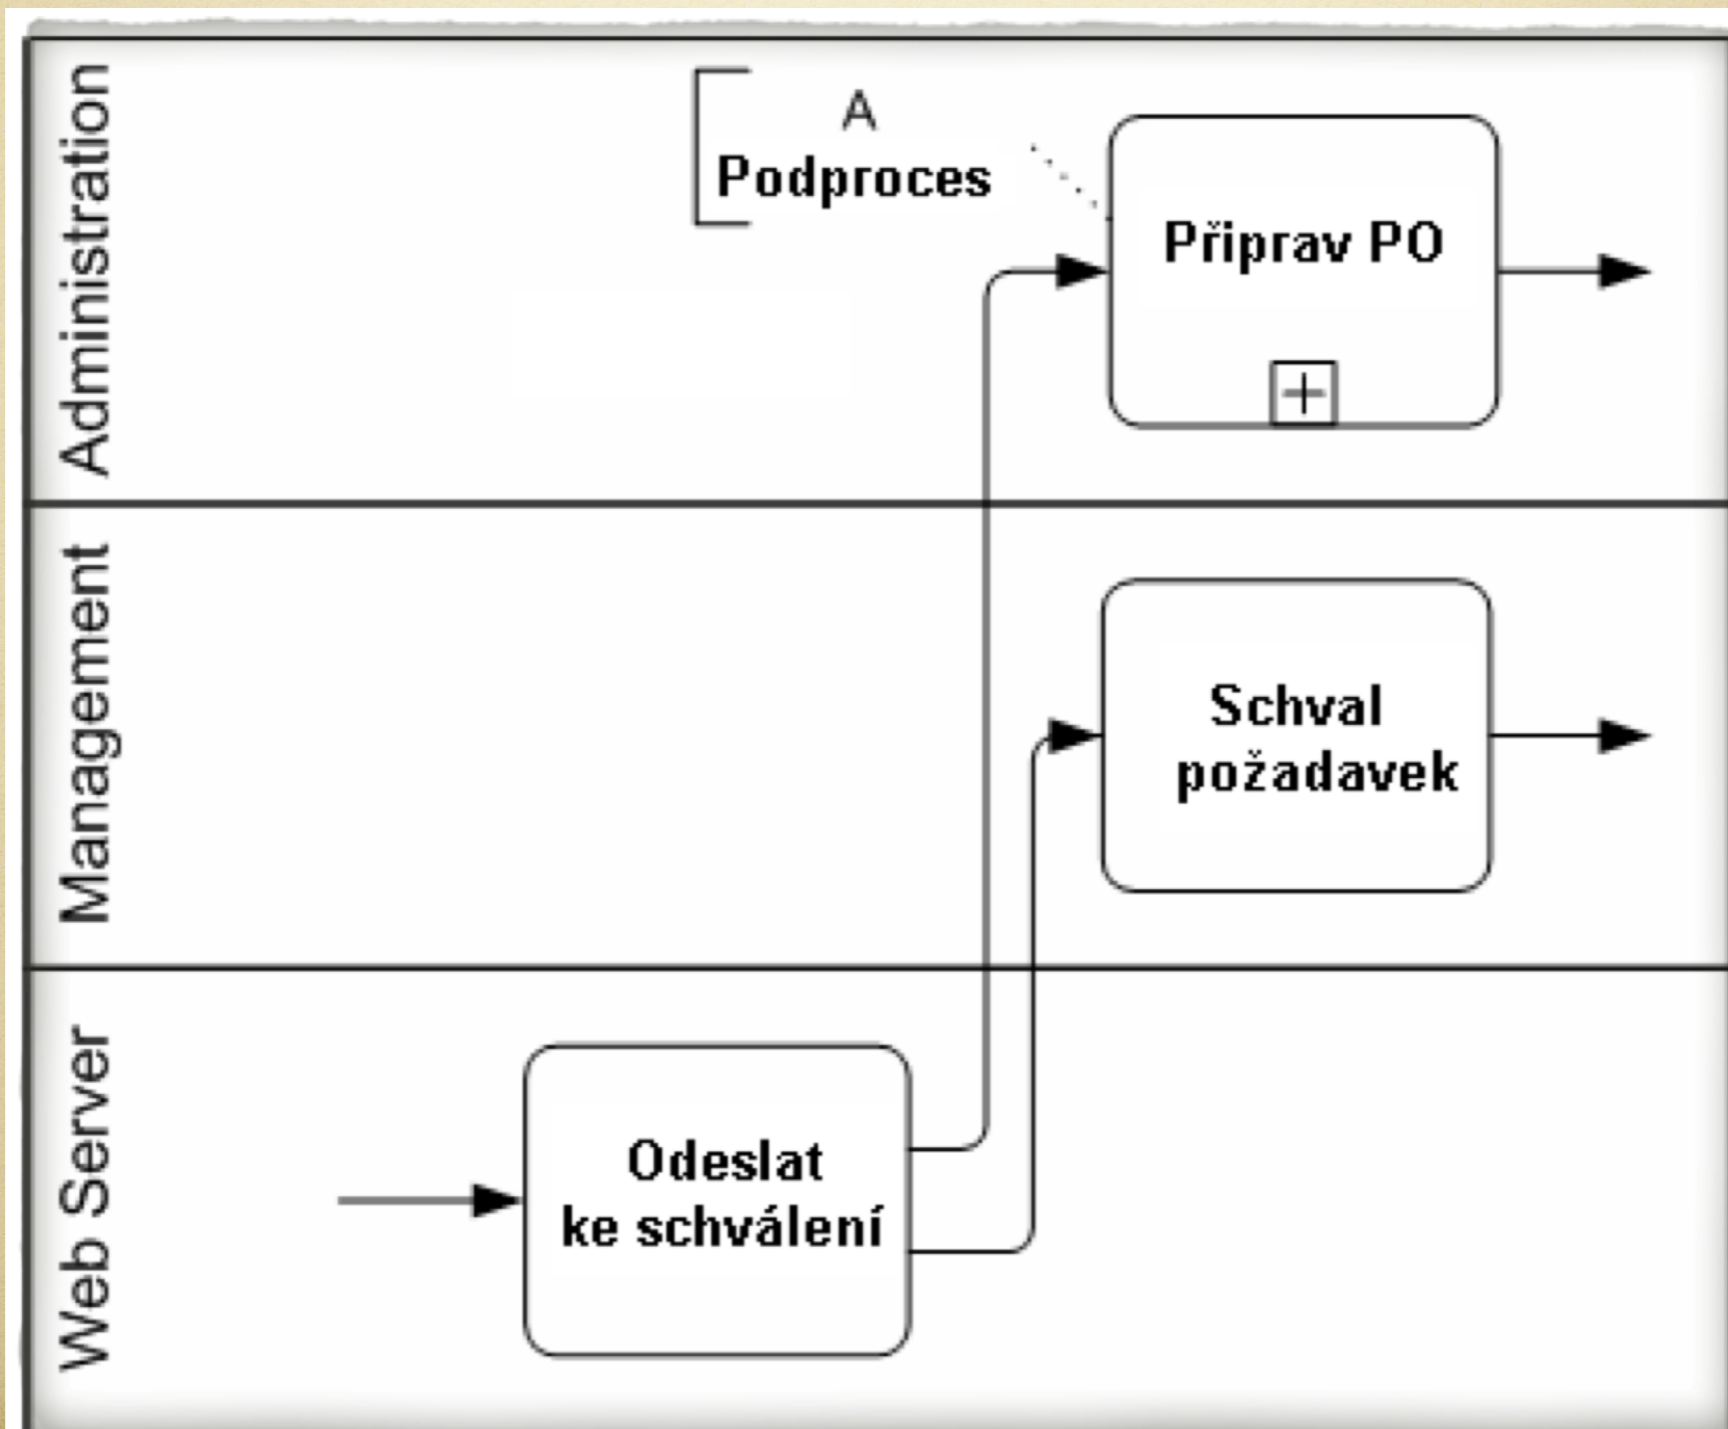 Administration
A
Podproces
Připrav PO
Management
Schval
požadavek
Web Server
Odeslat
ke schválení